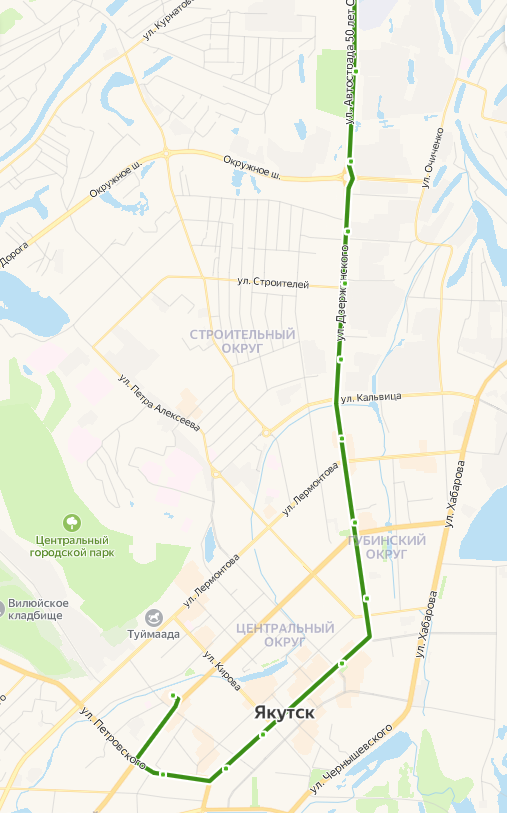 ул. Курнатов
ул. Автострада 50 лет С
Окружное ш.
Окружное ш.
ул. Очиченко
Дорога
ул. Строителей
ул. Дзержинского
СТРОИТЕЛЬНЫЙ
ОКРУГ
ул. Петра Алексеева
ул. Кальвица
ул. Лермонтова
ул. Хабарова
Центральный
городской парк
ГУБИНСКИЙ
ОКРУГ
ул. Лермонтова
Вилюйское
кладбище
Туймаада
ЦЕНТРАЛЬНЫЙ
ОКРУГ
ул. Хабарова
ул. Кирова
Якутск
ул. Петровского
ул. Чернышевского